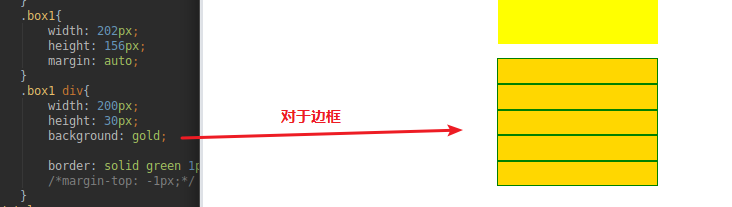 }
.box1{
width: 202px;
height: 156px;
margin: auto;
}
.box1 div{
width: 200px;
height: 30px;
background: gold;
border: solid green 1p
/*margin-top: -1px;*/
}
对于边框